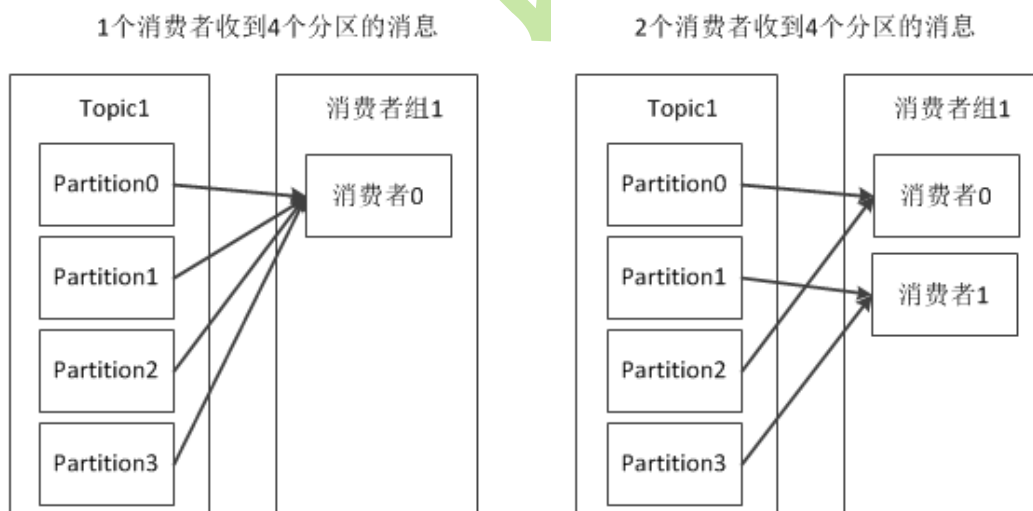 1个消费者收到4个分区的消息
Topic1
消费者组1
Partition0
消费者0
Partition1
Partition2
Partition3
2个消费者收到4个分区的消息
Topic1
消费者组1
Partition0
消费者0
Partition1
消费者1
Partition2
Partition3